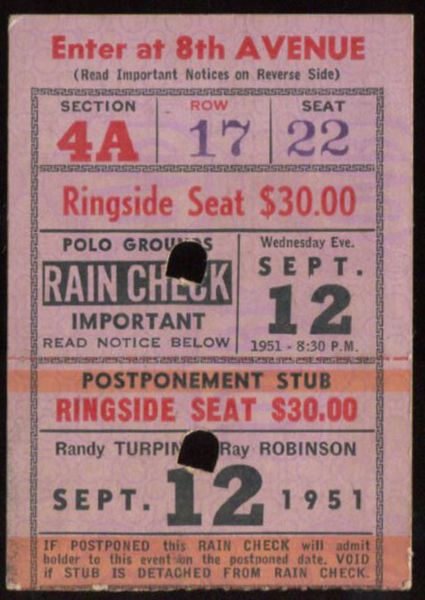 Enter at 8th AVENUE
(Read Important Notices on Reverse Side)
SECTION ROW SEAT
4A 17 22
Ringside Seat $30.00
POLO GROUNDS
RAIN CHECK
IMPORTANT
READ NOTICE BELOW
Wednesday Eve.
SEPT.
12
1951 - 8:30 P.M.
POSTPONEMENT STUB
RINGSIDE SEAT $30.00
Randy TURPIN Ray ROBINSON
SEPT. 12 1951
IF POSTPONED this RAIN CHECK will admit
holder to this event on the postponed date. VOID
if STUB is DETACHED from RAIN CHECK.